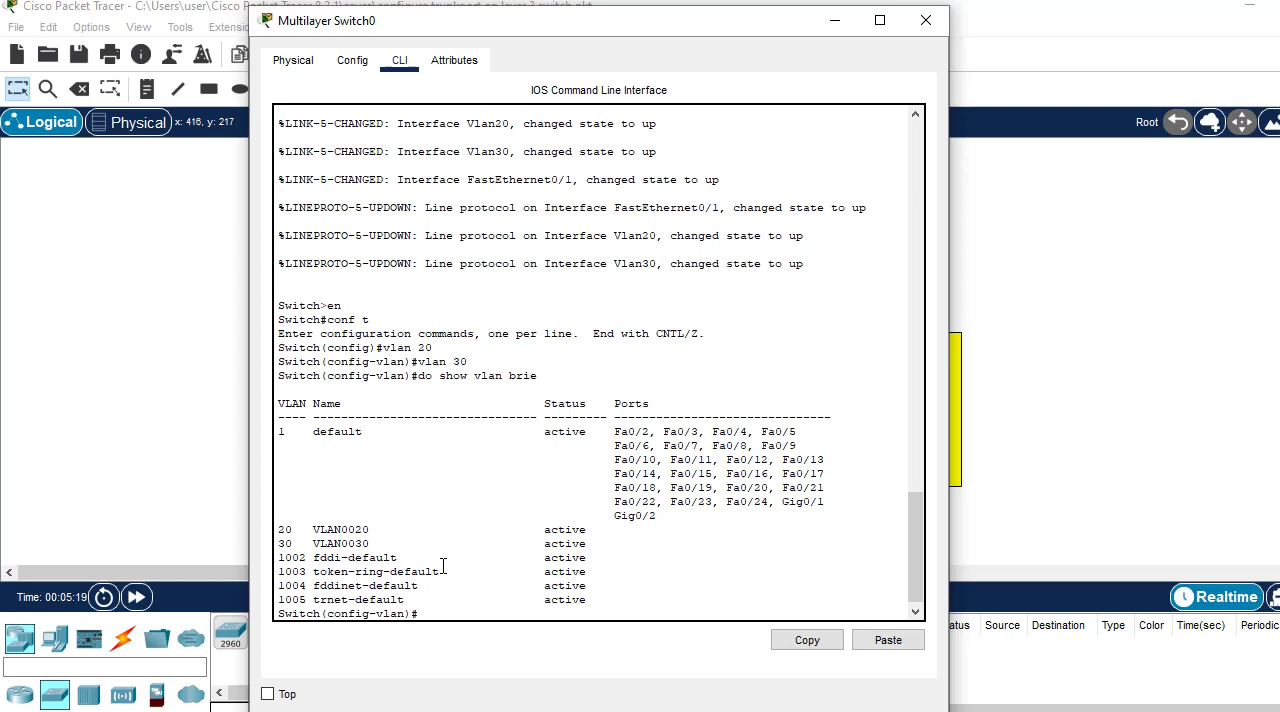 Cisco Packet Tracer - C:\Users\user\Cisco Packet Tracer 8.2.1\saves\configure trunkport on layer 3 switch.pkt
Multilayer Switch0
File Edit Options View Tools Extensio
Physical Config CLI Attributes
IOS Command Line Interface
Logical Physical x: 416, y: 217
Root
%LINK-5-CHANGED: Interface Vlan20, changed state to up
%LINK-5-CHANGED: Interface Vlan30, changed state to up
%LINK-5-CHANGED: Interface FastEthernet0/1, changed state to up
%LINEPROTO-5-UPDOWN: Line protocol on Interface FastEthernet0/1, changed state to up
%LINEPROTO-5-UPDOWN: Line protocol on Interface Vlan20, changed state to up
%LINEPROTO-5-UPDOWN: Line protocol on Interface Vlan30, changed state to up
Switch>en
Switch#conf t
Enter configuration commands, one per line. End with CNTL/Z.
Switch(config)#vlan 20
Switch(config-vlan)#vlan 30
Switch(config-vlan)#do show vlan brie
VLAN Name Status Ports
---- -------------------------------- --------- -------------------------------
1 default active Fa0/2, Fa0/3, Fa0/4, Fa0/5
Fa0/6, Fa0/7, Fa0/8, Fa0/9
Fa0/10, Fa0/11, Fa0/12, Fa0/13
Fa0/14, Fa0/15, Fa0/16, Fa0/17
Fa0/18, Fa0/19, Fa0/20, Fa0/21
Fa0/22, Fa0/23, Fa0/24, Gig0/1
Gig0/2
20 VLAN0020 active
30 VLAN0030 active
1002 fddi-default active
1003 token-ring-default active
1004 fddinet-default active
1005 trnet-default active
Switch(config-vlan)#
Time: 00:05:19
Realtime
2960
Copy Paste
atus Source Destination Type Color Time(sec) Periodic
Top